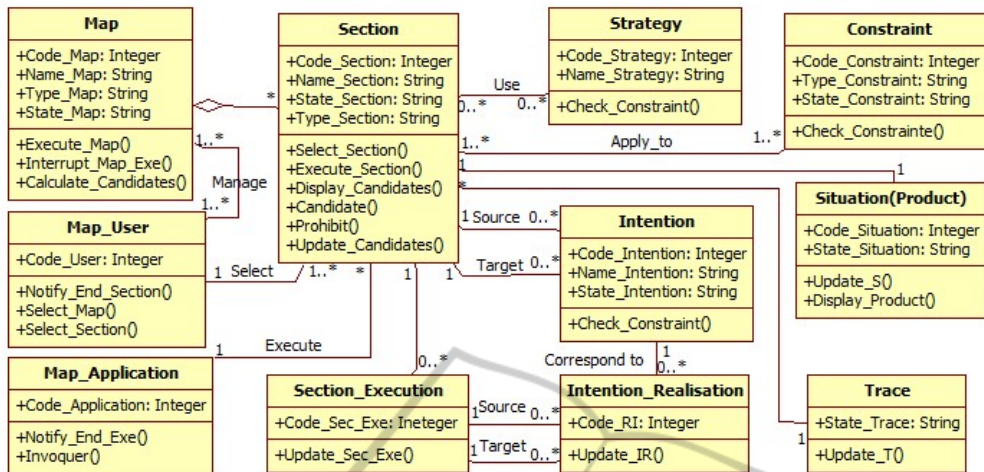 Map
+Code_Map: Integer
+Name_Map: String
+Type_Map: String
+State_Map: String
+Execute_Map()
+Interrupt_Map_Exe()
+Calculate_Candidates()
Section
+Code_Section: Integer
+Name_Section: String
+State_Section: String
+Type_Section: String
+Select_Section()
+Execute_Section()
+Display_Candidates()
+Candidate()
+Prohibit()
+Update_Candidates()
Strategy
+Code_Strategy: Integer
+Name_Strategy: String
+Check_Constraint()
Constraint
+Code_Constraint: Integer
+Type_Constraint: String
+State_Constraint: String
+Check_Constrainte()
*
Use
0..*
0..*
1..*
Apply_to
1..*
1..*
Manage
1..*
1
1
*
Map_User
+Code_User: Integer
+Notify_End_Section()
+Select_Map()
+Select_Section()
1
Select
1..*
1
Source
0..*
Target
0..*
1
Intention
+Code_Intention: Integer
+Name_Intention: String
+State_Intention: String
+Check_Constraint()
Situation(Product)
+Code_Situation: Integer
+State_Situation: String
+Update_S()
+Display_Product()
*
1
1
Execute
0..*
Correspond to
1
0..*
Map_Application
+Code_Application: Integer
+Notify_End_Exe()
+Invoquer()
Section_Execution
+Code_Sec_Exe: Ineteger
+Update_Sec_Exe()
1
Source
0..*
1
Target
0..*
Intention_Realisation
+Code_RI: Integer
+Update_IR()
Trace
+State_Trace: String
+Update_T()
1